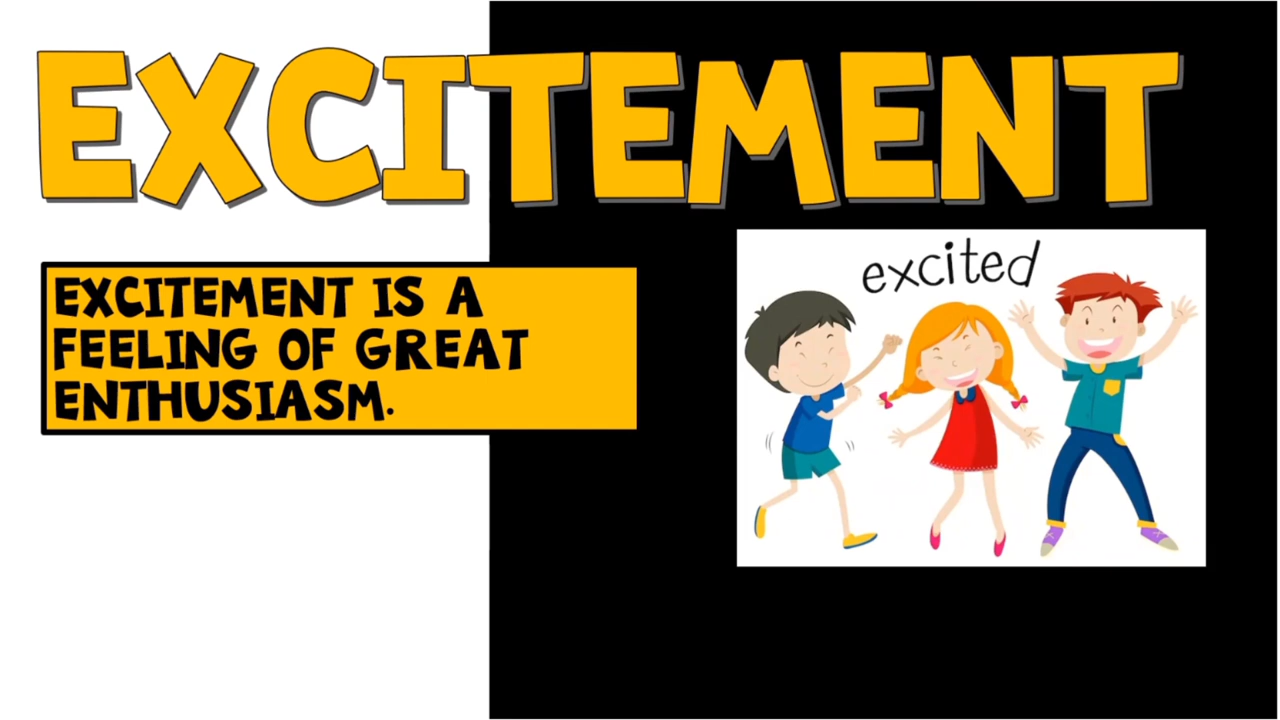 EXCITEMENT
EXCITEMENT IS A
FEELING OF GREAT
ENTHUSIASM.
excited